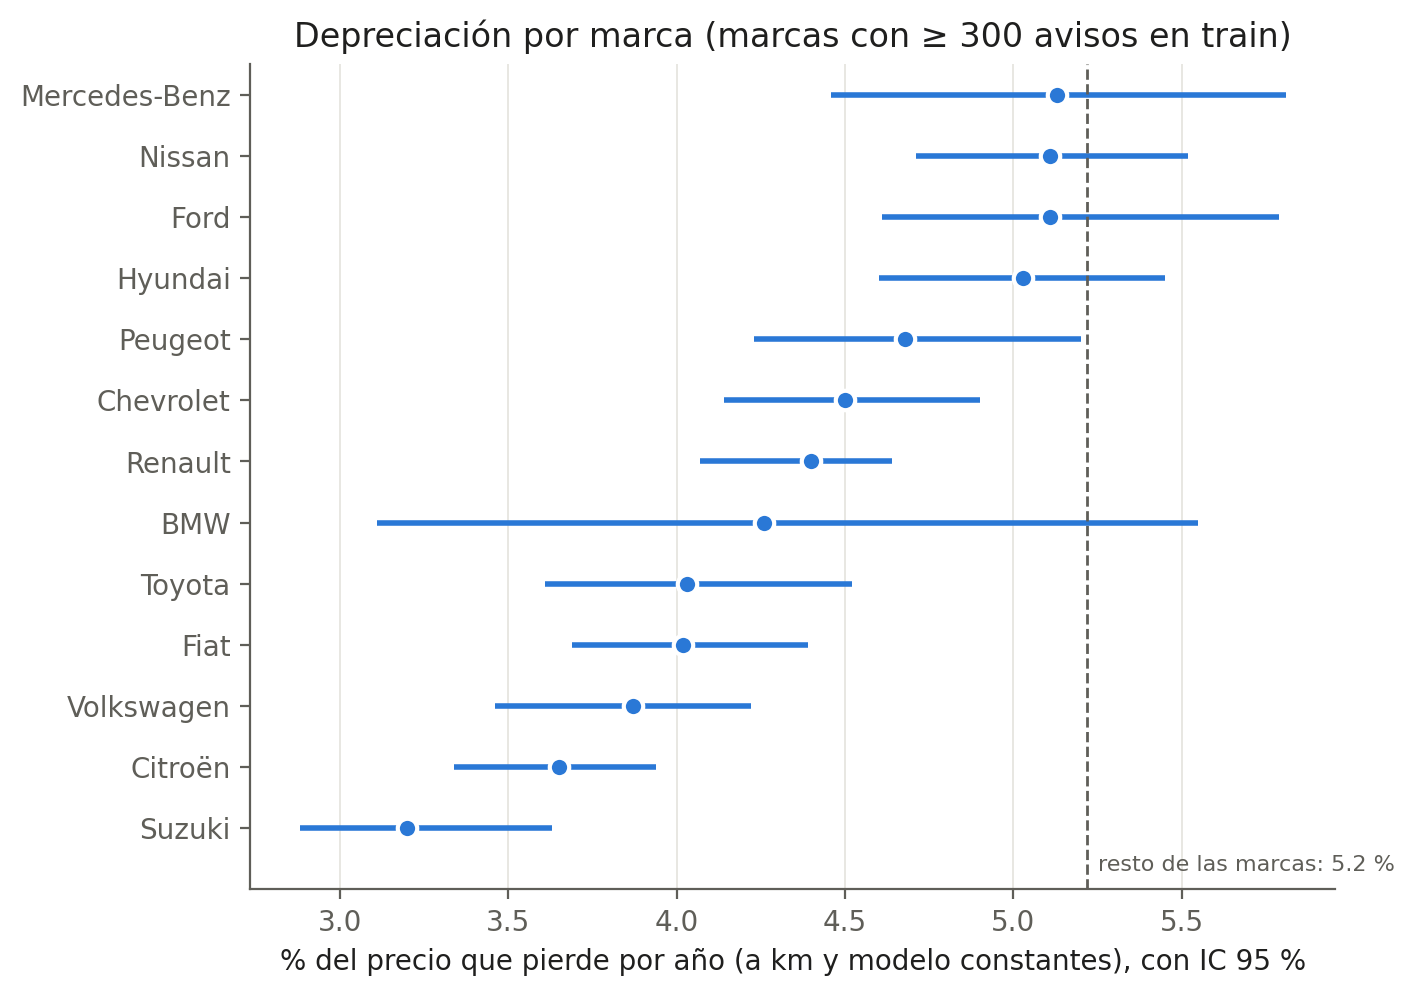 Depreciación por marca (marcas con ≥ 300 avisos en train)
Mercedes-Benz
Nissan
Ford
Hyundai
Peugeot
Chevrolet
Renault
BMW
Toyota
Fiat
Volkswagen
Citroën
Suzuki
resto de las marcas: 5.2 %
3.0 3.5 4.0 4.5 5.0 5.5
% del precio que pierde por año (a km y modelo constantes), con IC 95 %